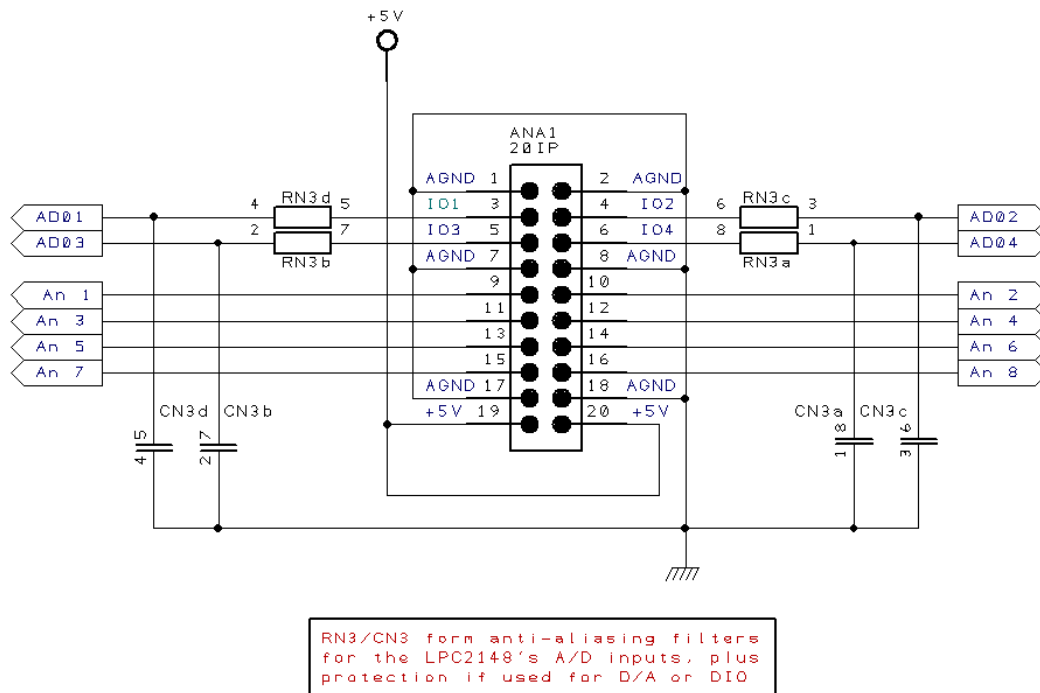 +5V
ANA1
20IP
AGND 1 2 AGND
4 RN3d 5 IO1 3 4 IO2 6 RN3c 3
AD01 AD02
2 RN3b 7 IO3 5 6 IO4 8 RN3a 1
AD03 AD04
AGND 7 8 AGND
An 1 9 10 An 2
An 3 11 12 An 4
An 5 13 14 An 6
An 7 15 16 An 8
AGND 17 18 AGND
+5V 19 20 +5V
CN3d CN3b CN3a CN3c
5 7 8 6
4 2 1 3
RN3/CN3 form anti-aliasing filters
for the LPC2148's A/D inputs, plus
protection if used for D/A or DIO